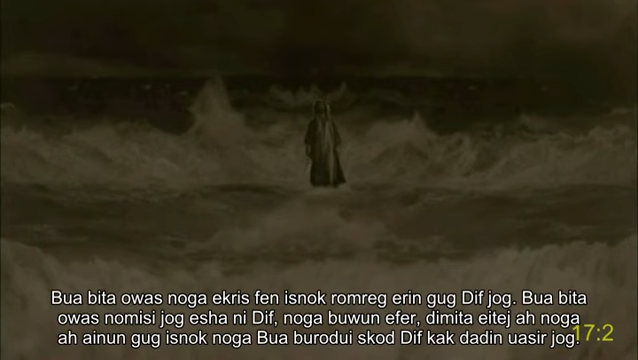 Bua bita owas noga ekris fen isnok romreg erin gug Dif jog. Bua bita
owas nomisi jog esha ni Dif, noga buwun efer, dimita eitej ah noga
ah ainun gug isnok noga Bua burodui skod Dif kak dadin uasir jog!
17:2